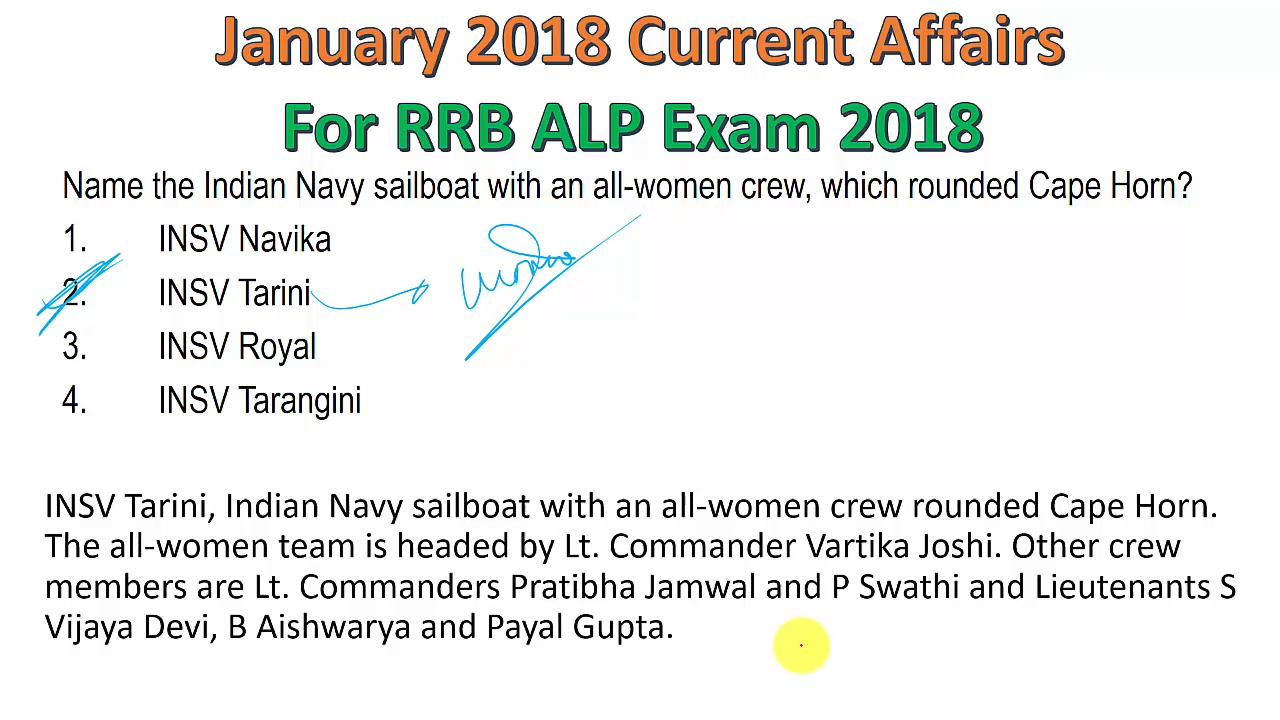 January 2018 Current Affairs
For RRB ALP Exam 2018
Name the Indian Navy sailboat with an all-women crew, which rounded Cape Horn?
1. INSV Navika
2. INSV Tarini
3. INSV Royal
4. INSV Tarangini
INSV Tarini, Indian Navy sailboat with an all-women crew rounded Cape Horn.
The all-women team is headed by Lt. Commander Vartika Joshi. Other crew
members are Lt. Commanders Pratibha Jamwal and P Swathi and Lieutenants S
Vijaya Devi, B Aishwarya and Payal Gupta.